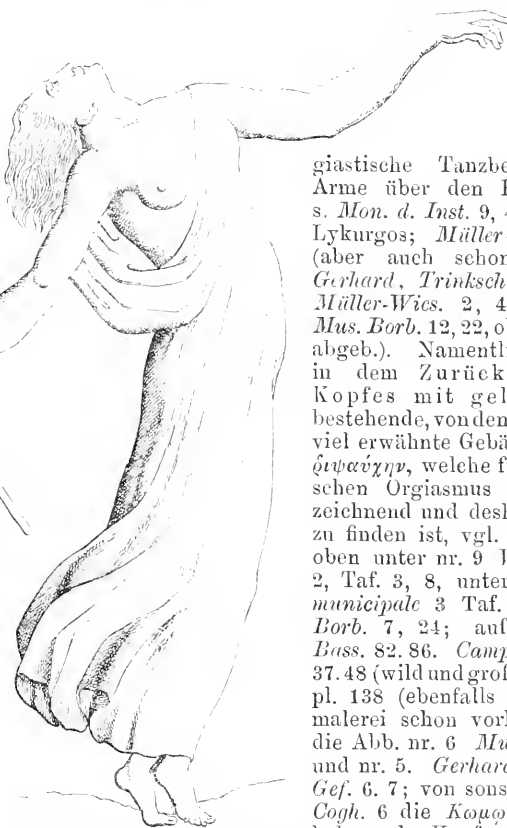 giastische Tanzbe
Arme über den
s. Mon. d. Inst. 9,
Lykurgos; Müller-
(aber auch schon
Gerhard, Trinksch
Müller-Wies. 2, 4
Mus. Borb. 12, 22, o
abgeb.). Namentl
in dem Zurück
Kopfes mit gel
bestehende, von dem
viel erwähnte Gebä
ῥιψαύχην, welche f
schen Orgiasmus
zeichnend und desh
zu finden ist, vgl.
oben unter nr. 9
2, Taf. 3, 8, unter
municipale 3 Taf.
Borb. 7, 24; auf
Bass. 82. 86. Camp
37. 48 (wild und groß
pl. 138 (ebenfalls
malerei schon vorl
die Abb. nr. 6 Mu
und nr. 5. Gerhard
Gef. 6. 7; von sons
Cogh. 6 die Κωμῳ